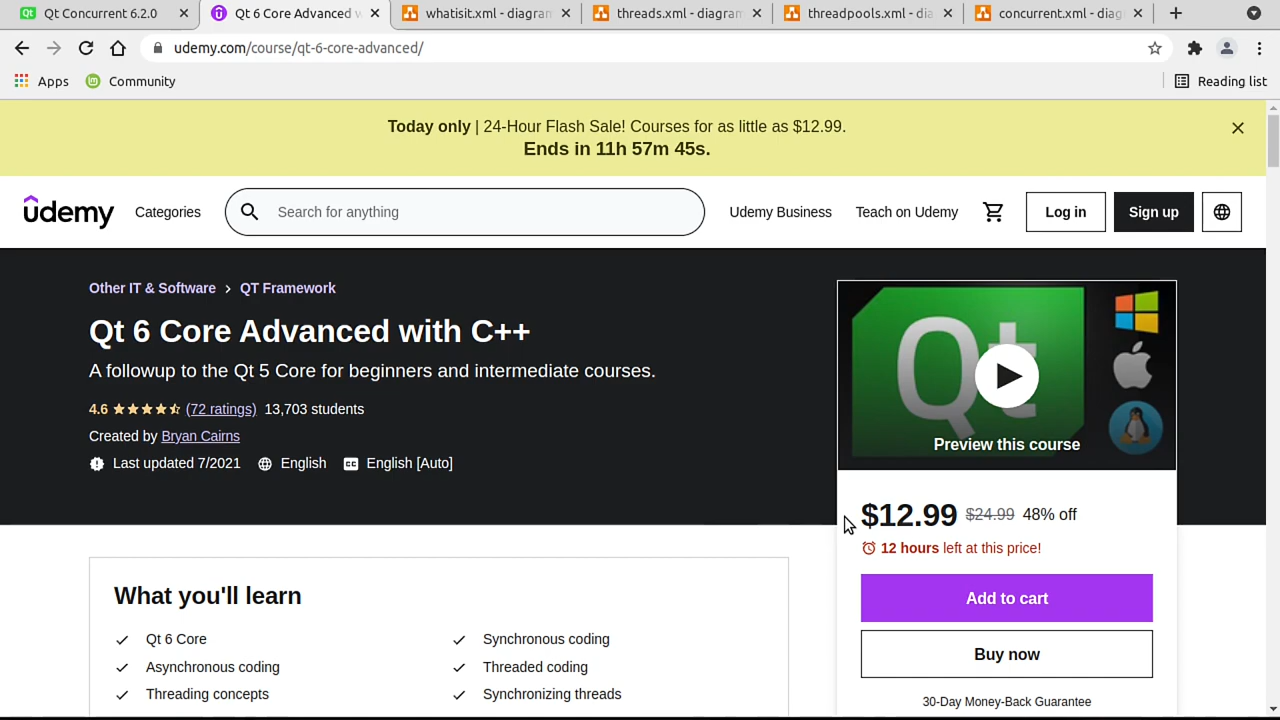 Qt Concurrent 6.2.0
Qt 6 Core Advanced w
whatsit.xml - diagram
threads.xml - diagram
threadpools.xml - dia
concurrent.xml - diag
udemy.com/course/qt-6-core-advanced/
Apps
Community
Reading list
Today only | 24-Hour Flash Sale! Courses for as little as $12.99.
Ends in 11h 57m 45s.
udemy
Categories
Search for anything
Udemy Business
Teach on Udemy
Log in
Sign up
Other IT & Software > QT Framework
Qt 6 Core Advanced with C++
A followup to the Qt 5 Core for beginners and intermediate courses.
4.6 (72 ratings) 13,703 students
Created by Bryan Cairns
Last updated 7/2021 English CC English [Auto]
Qt
Preview this course
$12.99 $24.99 48% off
12 hours left at this price!
Add to cart
Buy now
30-Day Money-Back Guarantee
What you'll learn
Qt 6 Core
Synchronous coding
Asynchronous coding
Threaded coding
Threading concepts
Synchronizing threads